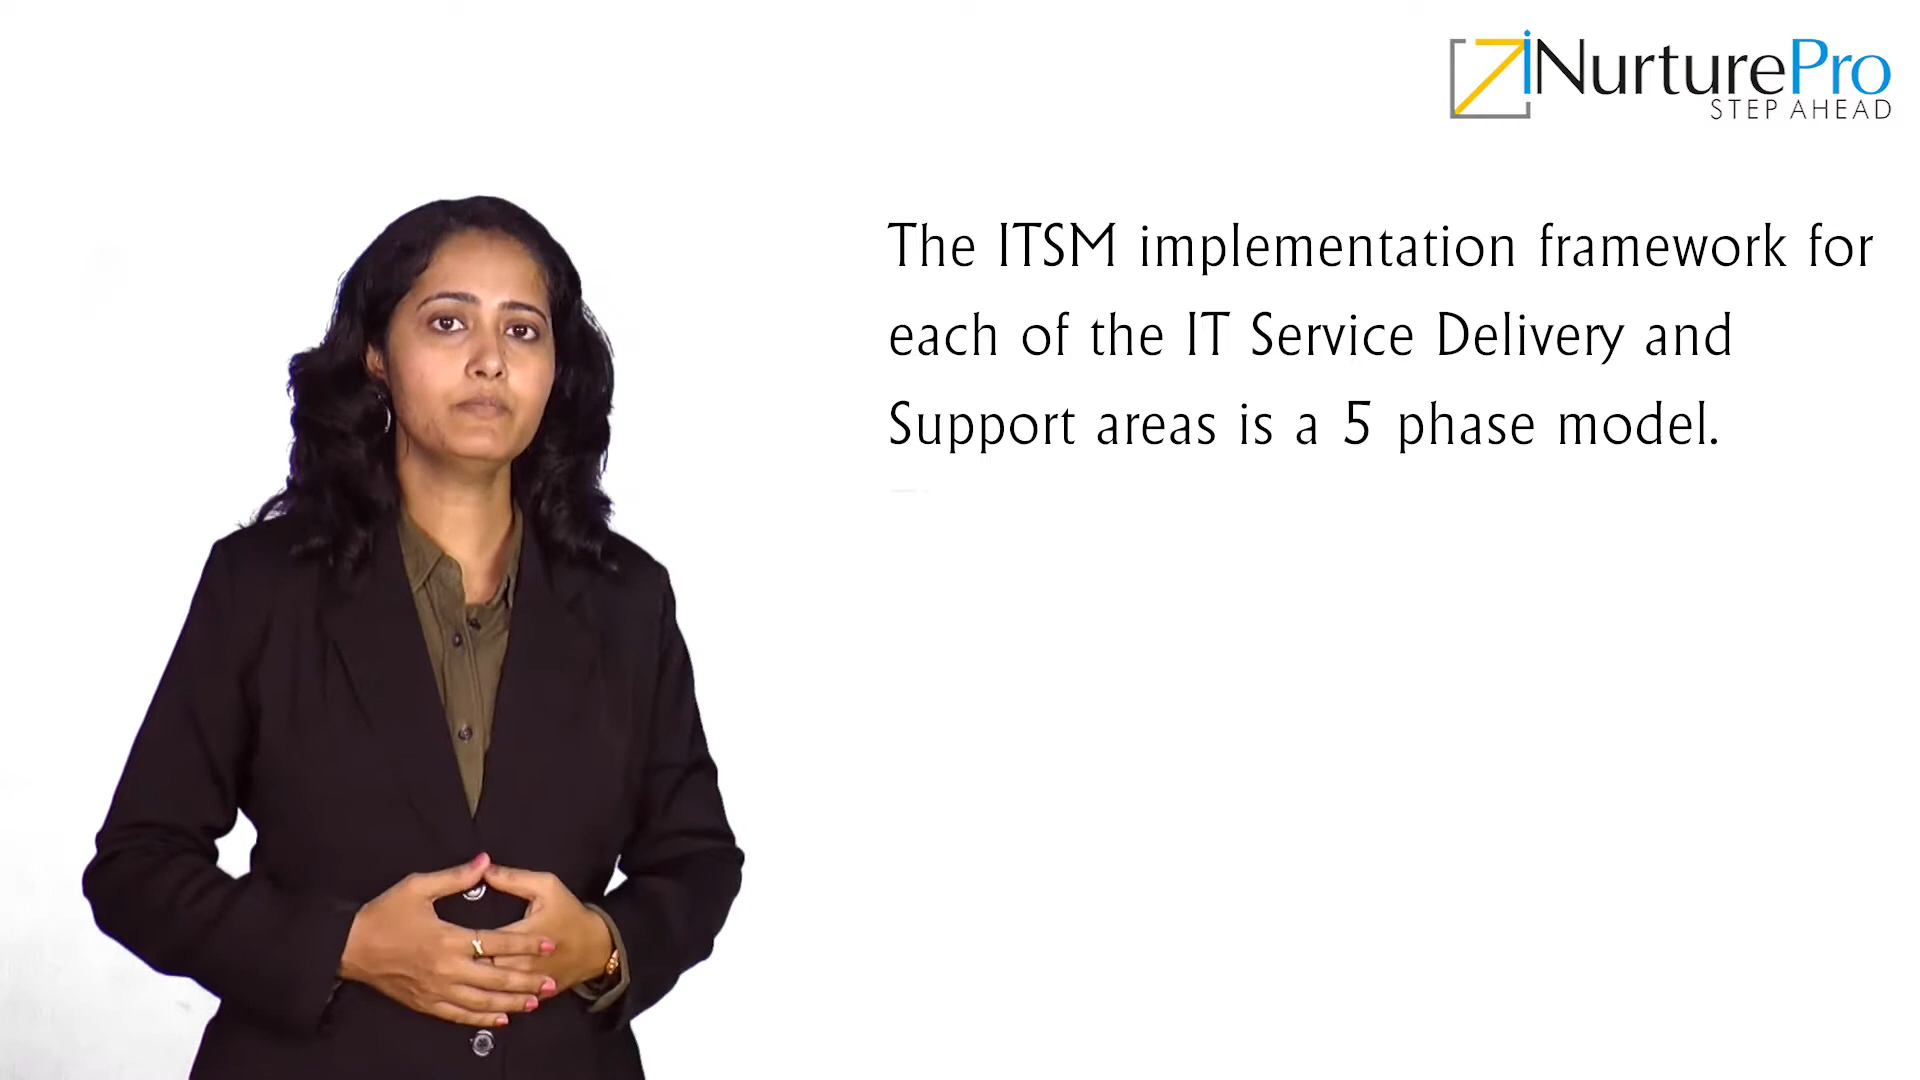 iNurturePro
STEP AHEAD
The ITSM implementation framework for
each of the IT Service Delivery and
Support areas is a 5 phase model.